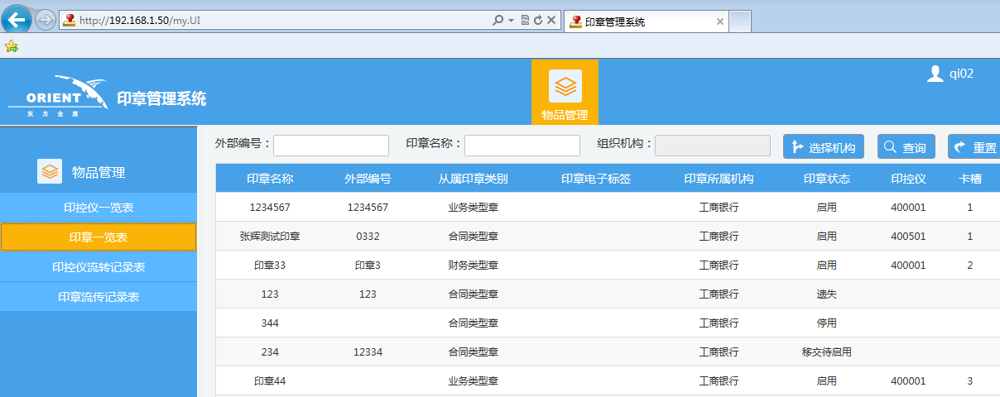 http://192.168.1.50/my.UI
印章管理系统
ORIENT
东方金鹰
印章管理系统
物品管理
qi02
外部编号： 印章名称： 组织机构： 选择机构 查询 重置
物品管理
印控仪一览表
印章一览表
印控仪流转记录表
印章流传记录表
印章名称 外部编号 从属印章类别 印章电子标签 印章所属机构 印章状态 印控仪 卡槽
1234567 1234567 业务类型章 工商银行 启用 400001 1
张辉测试印章 0332 合同类型章 工商银行 启用 400501 1
印章33 印章3 财务类型章 工商银行 启用 400001 2
123 123 合同类型章 工商银行 遗失
344 合同类型章 工商银行 停用
234 12334 合同类型章 工商银行 移交待启用
印章44 业务类型章 工商银行 启用 400001 3